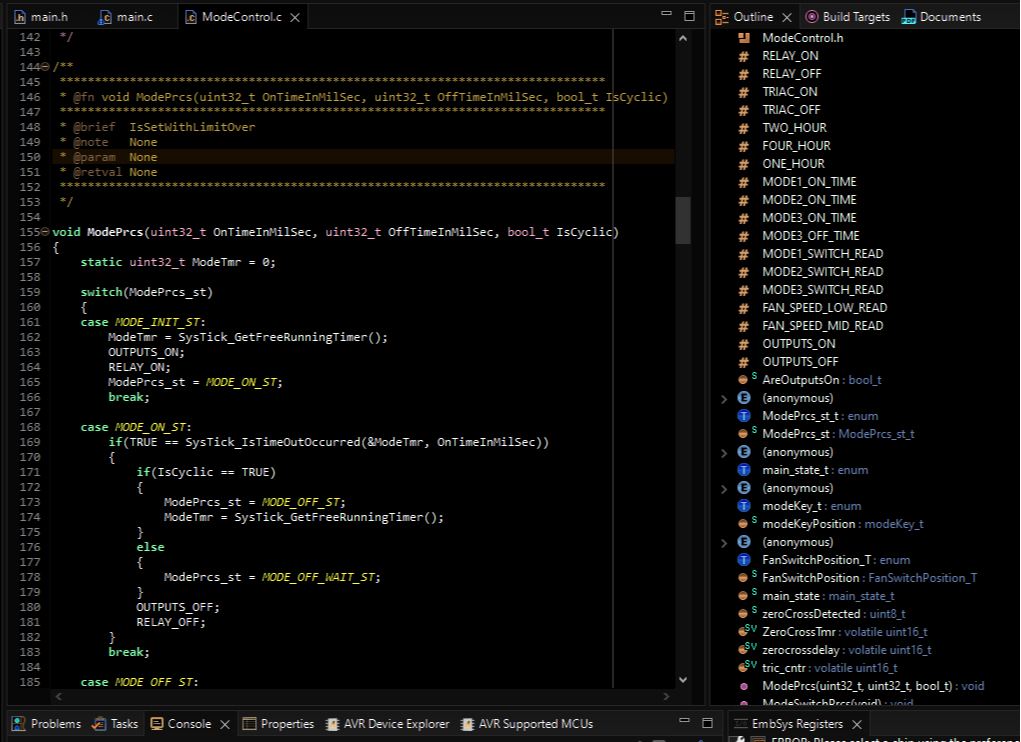 main.h main.c ModeControl.c
142 */
143
144 /**
145 ******************************************************************************
146 * @fn void ModePrcs(uint32_t OnTimeInMilSec, uint32_t OffTimeInMilSec, bool_t IsCyclic)
147 ******************************************************************************
148 * @brief IsSetWithLimitOver
149 * @note None
150 * @param None
151 * @retval None
152 ******************************************************************************
153 */
154
155 void ModePrcs(uint32_t OnTimeInMilSec, uint32_t OffTimeInMilSec, bool_t IsCyclic)
156 {
157 static uint32_t ModeTmr = 0;
158
159 switch(ModePrcs_st)
160 {
161 case MODE_INIT_ST:
162 ModeTmr = SysTick_GetFreeRunningTimer();
163 OUTPUTS_ON;
164 RELAY_ON;
165 ModePrcs_st = MODE_ON_ST;
166 break;
167
168 case MODE_ON_ST:
169 if(TRUE == SysTick_IsTimeOutOccurred(&ModeTmr, OnTimeInMilSec))
170 {
171 if(IsCyclic == TRUE)
172 {
173 ModePrcs_st = MODE_OFF_ST;
174 ModeTmr = SysTick_GetFreeRunningTimer();
175 }
176 else
177 {
178 ModePrcs_st = MODE_OFF_WAIT_ST;
179 }
180 OUTPUTS_OFF;
181 RELAY_OFF;
182 }
183 break;
184
185 case MODE_OFF_ST:
Outline Build Targets Documents
ModeControl.h
# RELAY_ON
# RELAY_OFF
# TRIAC_ON
# TRIAC_OFF
# TWO_HOUR
# FOUR_HOUR
# ONE_HOUR
# MODE1_ON_TIME
# MODE2_ON_TIME
# MODE3_ON_TIME
# MODE3_OFF_TIME
# MODE1_SWITCH_READ
# MODE2_SWITCH_READ
# MODE3_SWITCH_READ
# FAN_SPEED_LOW_READ
# FAN_SPEED_MID_READ
# OUTPUTS_ON
# OUTPUTS_OFF
S AreOutputsOn : bool_t
E (anonymous)
T ModePrcs_st_t : enum
S ModePrcs_st : ModePrcs_st_t
E (anonymous)
T main_state_t : enum
E (anonymous)
T modeKey_t : enum
S modeKeyPosition : modeKey_t
E (anonymous)
T FanSwitchPosition_T : enum
S FanSwitchPosition : FanSwitchPosition_T
S main_state : main_state_t
S zeroCrossDetected : uint8_t
SV ZeroCrossTmr : volatile uint16_t
SV zerocrossdelay : volatile uint16_t
SV tric_cntr : volatile uint16_t
ModePrcs(uint32_t, uint32_t, bool_t) : void
ModeSwitchPrcs(void) : void
Problems Tasks Console Properties AVR Device Explorer AVR Supported MCUs
EmbSys Registers
ERROR: Please select a chip using the preference